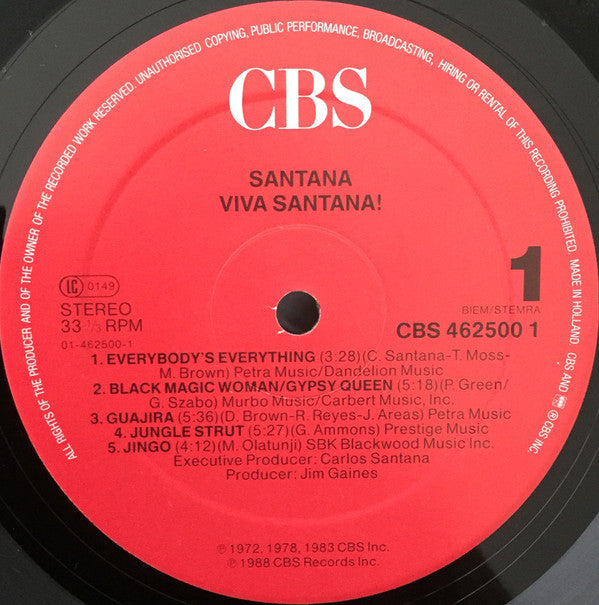 ALL RIGHTS OF THE PRODUCER AND OF THE OWNER OF THE RECORDED WORK RESERVED. UNAUTHORISED COPYING, PUBLIC PERFORMANCE, BROADCASTING, HIRING OR RENTAL OF THIS RECORDING PROHIBITED. MADE IN HOLLAND. CBS AND ® CBS INC.
CBS
SANTANA
VIVA SANTANA!
1
LC 0149
STEREO
33 1/3 RPM
01-462500-1
BIEM/STEMRA
CBS 462500 1
1. EVERYBODY'S EVERYTHING (3:28)(C. Santana-T. Moss-
M. Brown) Petra Music/Dandelion Music
2. BLACK MAGIC WOMAN/GYPSY QUEEN (5:18)(P. Green/
G. Szabo) Murbo Music/Carbert Music, Inc.
3. GUAJIRA (5:36)(D. Brown-R. Reyes-J. Areas) Petra Music
4. JUNGLE STRUT (5:27)(G. Ammons) Prestige Music
5. JINGO (4:12)(M. Olatunji) SBK Blackwood Music Inc.
Executive Producer: Carlos Santana
Producer: Jim Gaines
℗ 1972, 1978, 1983 CBS Inc.
℗ 1988 CBS Records Inc.